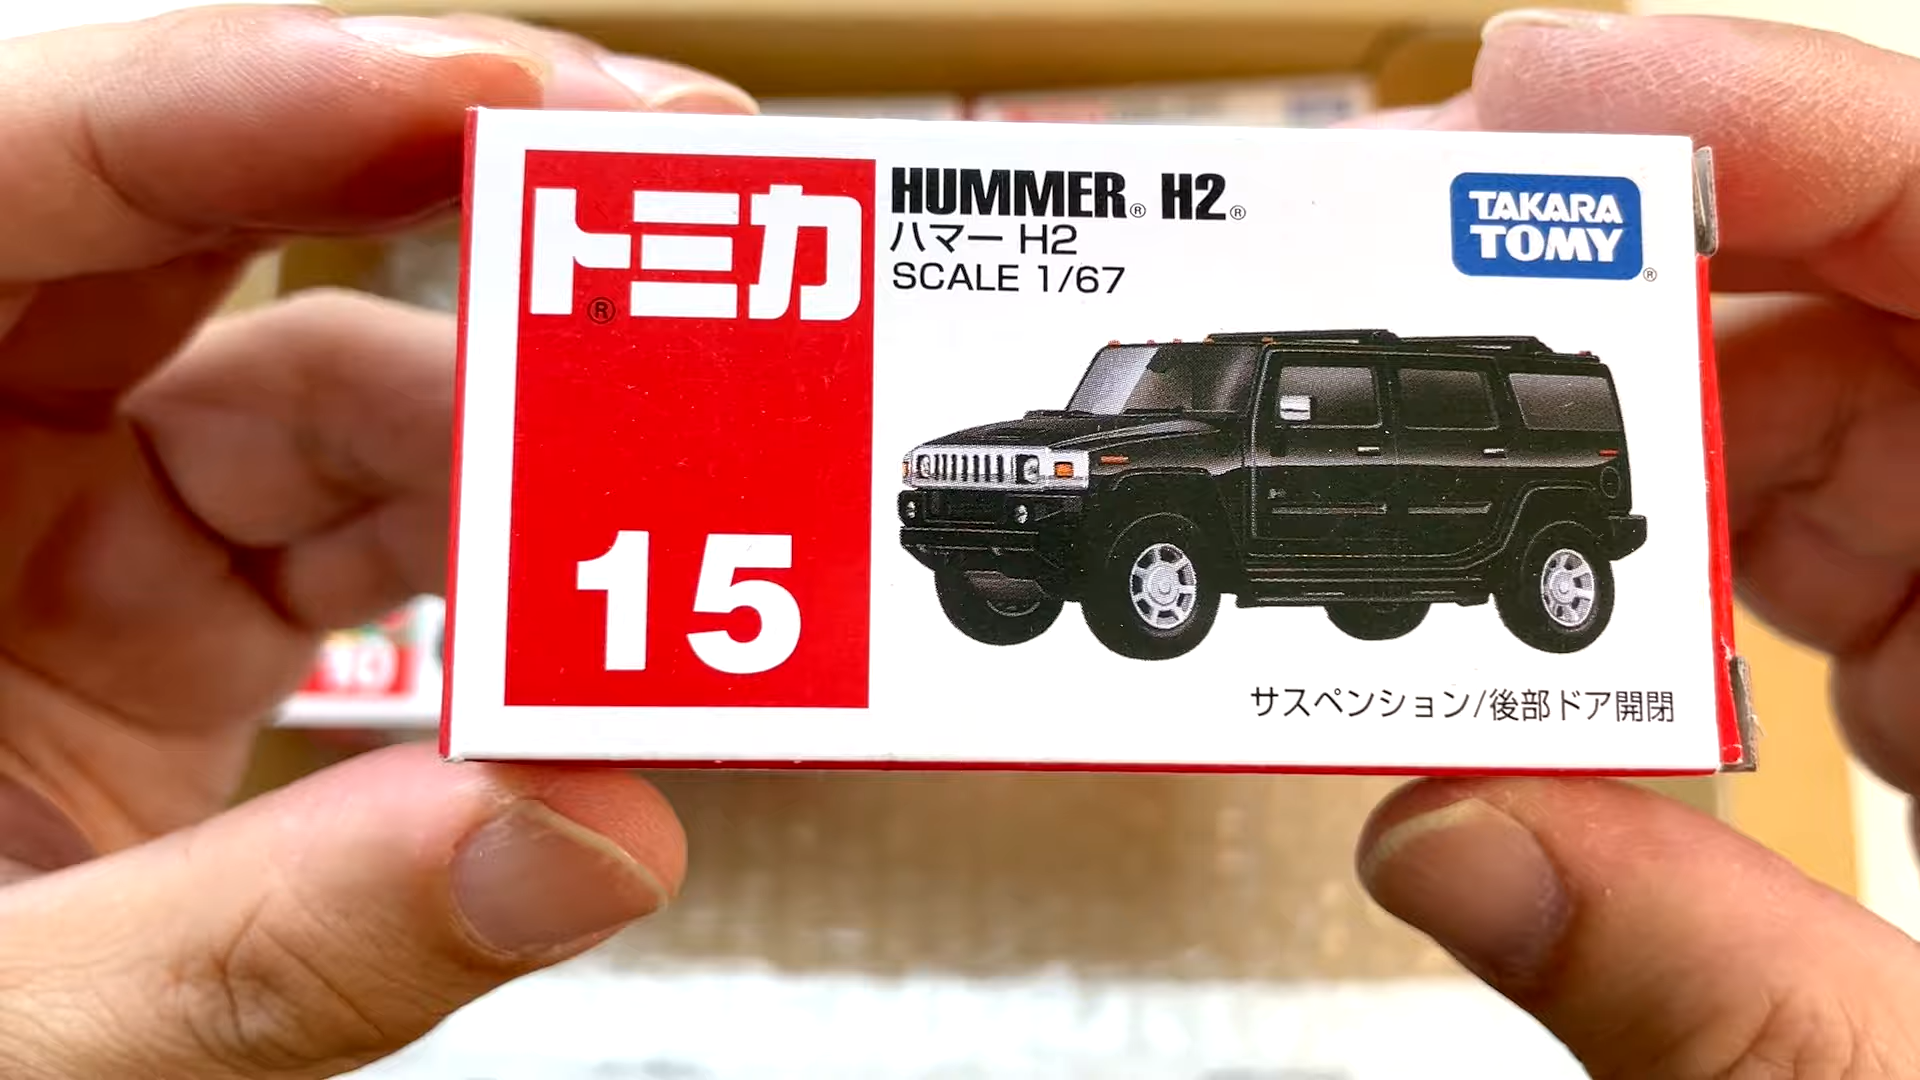 トミカ®
15
HUMMER® H2®
ハマー H2
SCALE 1/67
TAKARA
TOMY®
サスペンション/後部ドア開閉